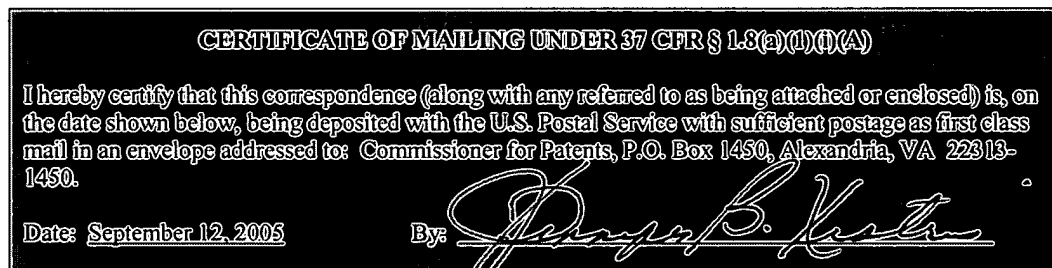 CERTIFICATE OF MAILING UNDER 37 CFR § 1.8(a)(1)(i)(A)
I hereby certify that this correspondence (along with any referred to as being attached or enclosed) is, on
the date shown below, being deposited with the U.S. Postal Service with sufficient postage as first class
mail in an envelope addressed to: Commissioner for Patents, P.O. Box 1450, Alexandria, VA 22313-
1450.
Date: September 12, 2005 By: